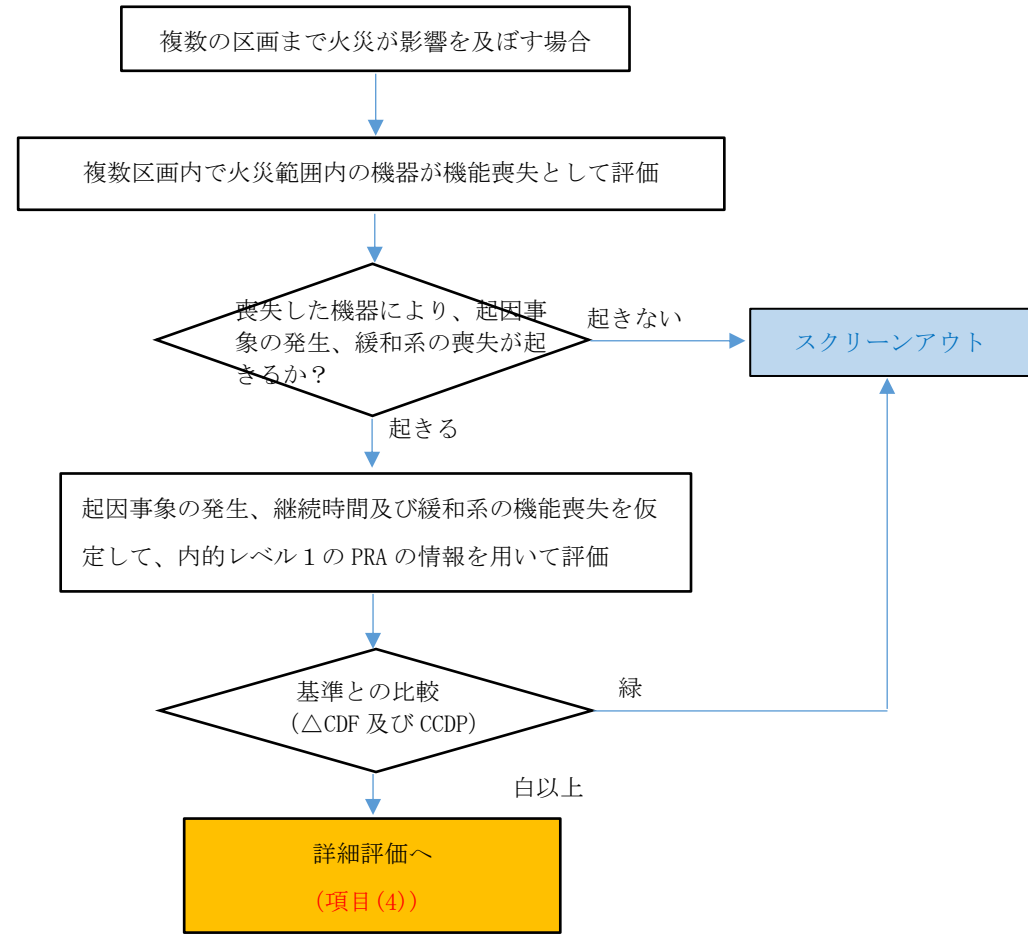 複数の区画まで火災が影響を及ぼす場合
複数区画内で火災範囲内の機器が機能喪失として評価
喪失した機器により、起因事
象の発生、緩和系の喪失が起
きるか？
起きない
スクリーンアウト
起きる
起因事象の発生、継続時間及び緩和系の機能喪失を仮
定して、内的レベル１の PRA の情報を用いて評価
基準との比較
(△CDF 及び CCDP)
緑
白以上
詳細評価へ
(項目(4))